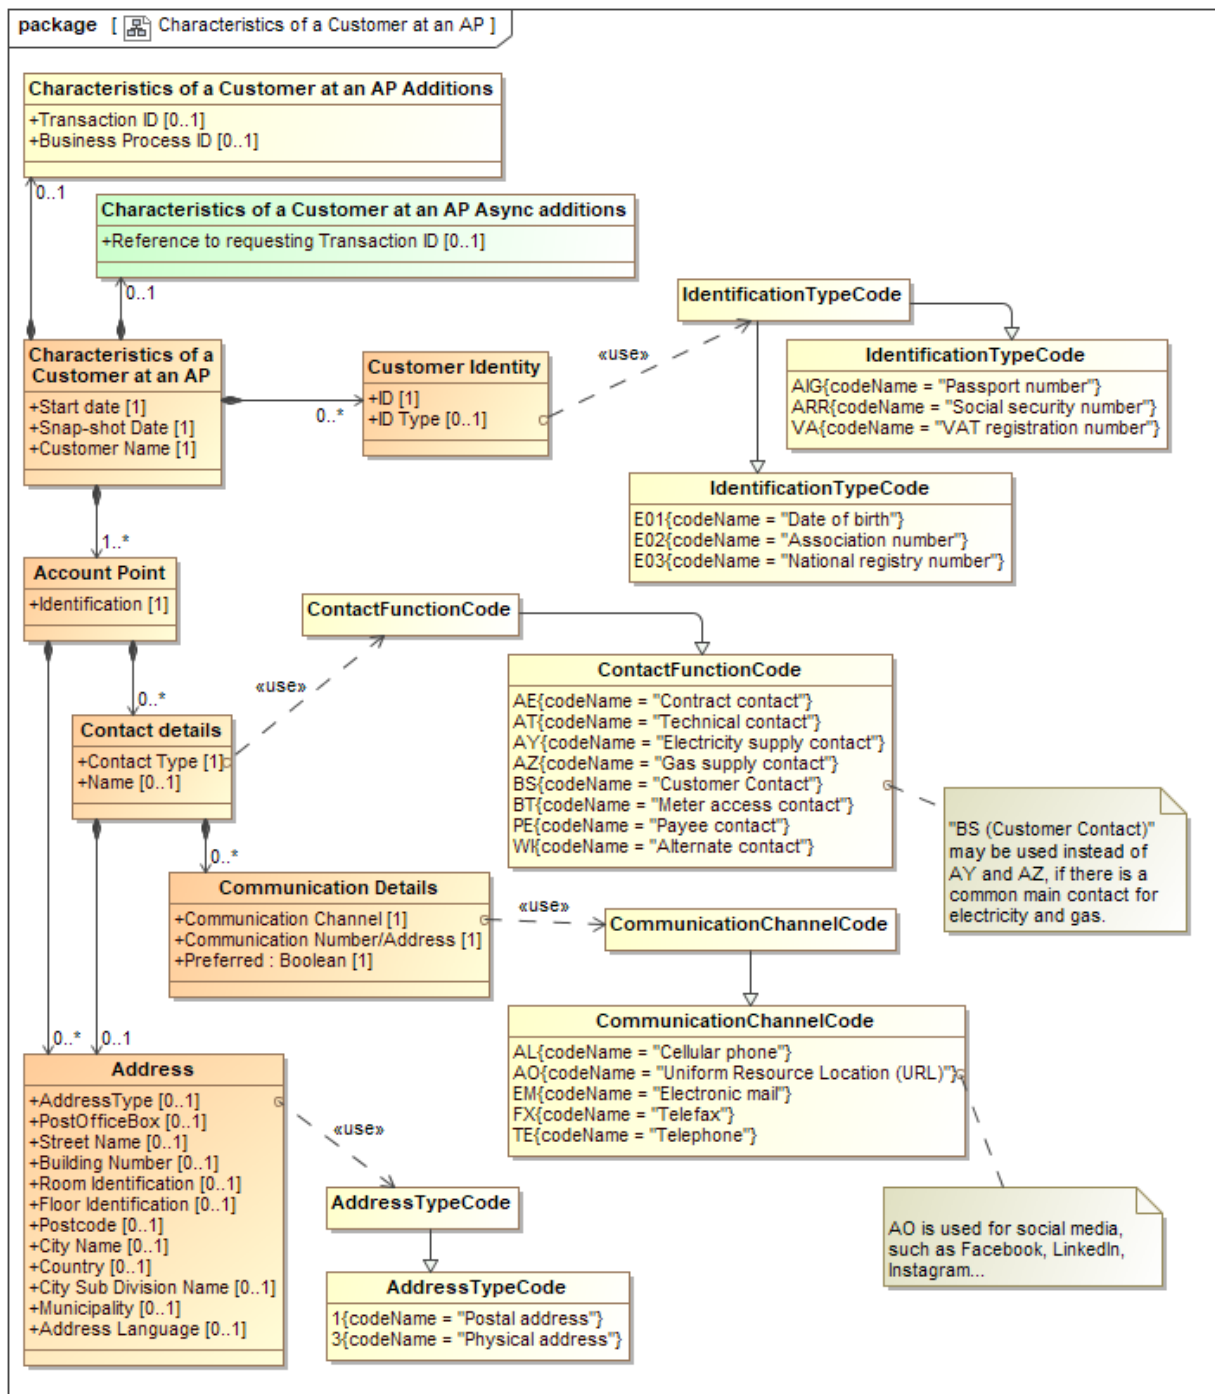 package [ Characteristics of a Customer at an AP ]
Characteristics of a Customer at an AP Additions
+Transaction ID [0..1]
+Business Process ID [0..1]
0..1
Characteristics of a Customer at an AP Async additions
+Reference to requesting Transaction ID [0..1]
0..1
Characteristics of a
Customer at an AP
+Start date [1]
+Snap-shot Date [1]
+Customer Name [1]
0..*
Customer Identity
+ID [1]
+ID Type [0..1]
«use»
IdentificationTypeCode
IdentificationTypeCode
AIG{codeName = "Passport number"}
ARR{codeName = "Social security number"}
VA{codeName = "VAT registration number"}
IdentificationTypeCode
E01{codeName = "Date of birth"}
E02{codeName = "Association number"}
E03{codeName = "National registry number"}
1..*
Account Point
+Identification [1]
0..*
«use»
ContactFunctionCode
ContactFunctionCode
AE{codeName = "Contract contact"}
AT{codeName = "Technical contact"}
AY{codeName = "Electricity supply contact"}
AZ{codeName = "Gas supply contact"}
BS{codeName = "Customer Contact"}
BT{codeName = "Meter access contact"}
PE{codeName = "Payee contact"}
WI{codeName = "Alternate contact"}
"BS (Customer Contact)"
may be used instead of
AY and AZ, if there is a
common main contact for
electricity and gas.
Contact details
+Contact Type [1]
+Name [0..1]
0..*
Communication Details
+Communication Channel [1]
+Communication Number/Address [1]
+Preferred : Boolean [1]
«use»
CommunicationChannelCode
CommunicationChannelCode
AL{codeName = "Cellular phone"}
AO{codeName = "Uniform Resource Location (URL)"}
EM{codeName = "Electronic mail"}
FX{codeName = "Telefax"}
TE{codeName = "Telephone"}
0..*
0..1
Address
+AddressType [0..1]
+PostOfficeBox [0..1]
+Street Name [0..1]
+Building Number [0..1]
+Room Identification [0..1]
+Floor Identification [0..1]
+Postcode [0..1]
+City Name [0..1]
+Country [0..1]
+City Sub Division Name [0..1]
+Municipality [0..1]
+Address Language [0..1]
«use»
AddressTypeCode
AddressTypeCode
1{codeName = "Postal address"}
3{codeName = "Physical address"}
AO is used for social media,
such as Facebook, LinkedIn,
Instagram...